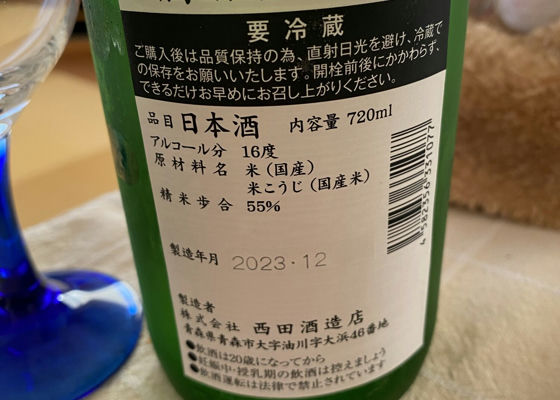 要冷蔵
ご購入後は品質保持の為、直射日光を避け、冷蔵で
の保存をお願いいたします。開栓前後にかかわらず、
できるだけお早めにお召し上がりください。
品目 日本酒 内容量 720ml
アルコール分 16度
原材料名 米（国産）
米こうじ（国産米）
精米歩合 55%
製造年月 2023・12
製造者
株式会社 西田酒造店
青森県青森市大字油川字大浜46番地
●飲酒は20歳になってから
●妊娠中・授乳期の飲酒は控えましょう
●飲酒運転は法律で禁止されています
4 582356 331077